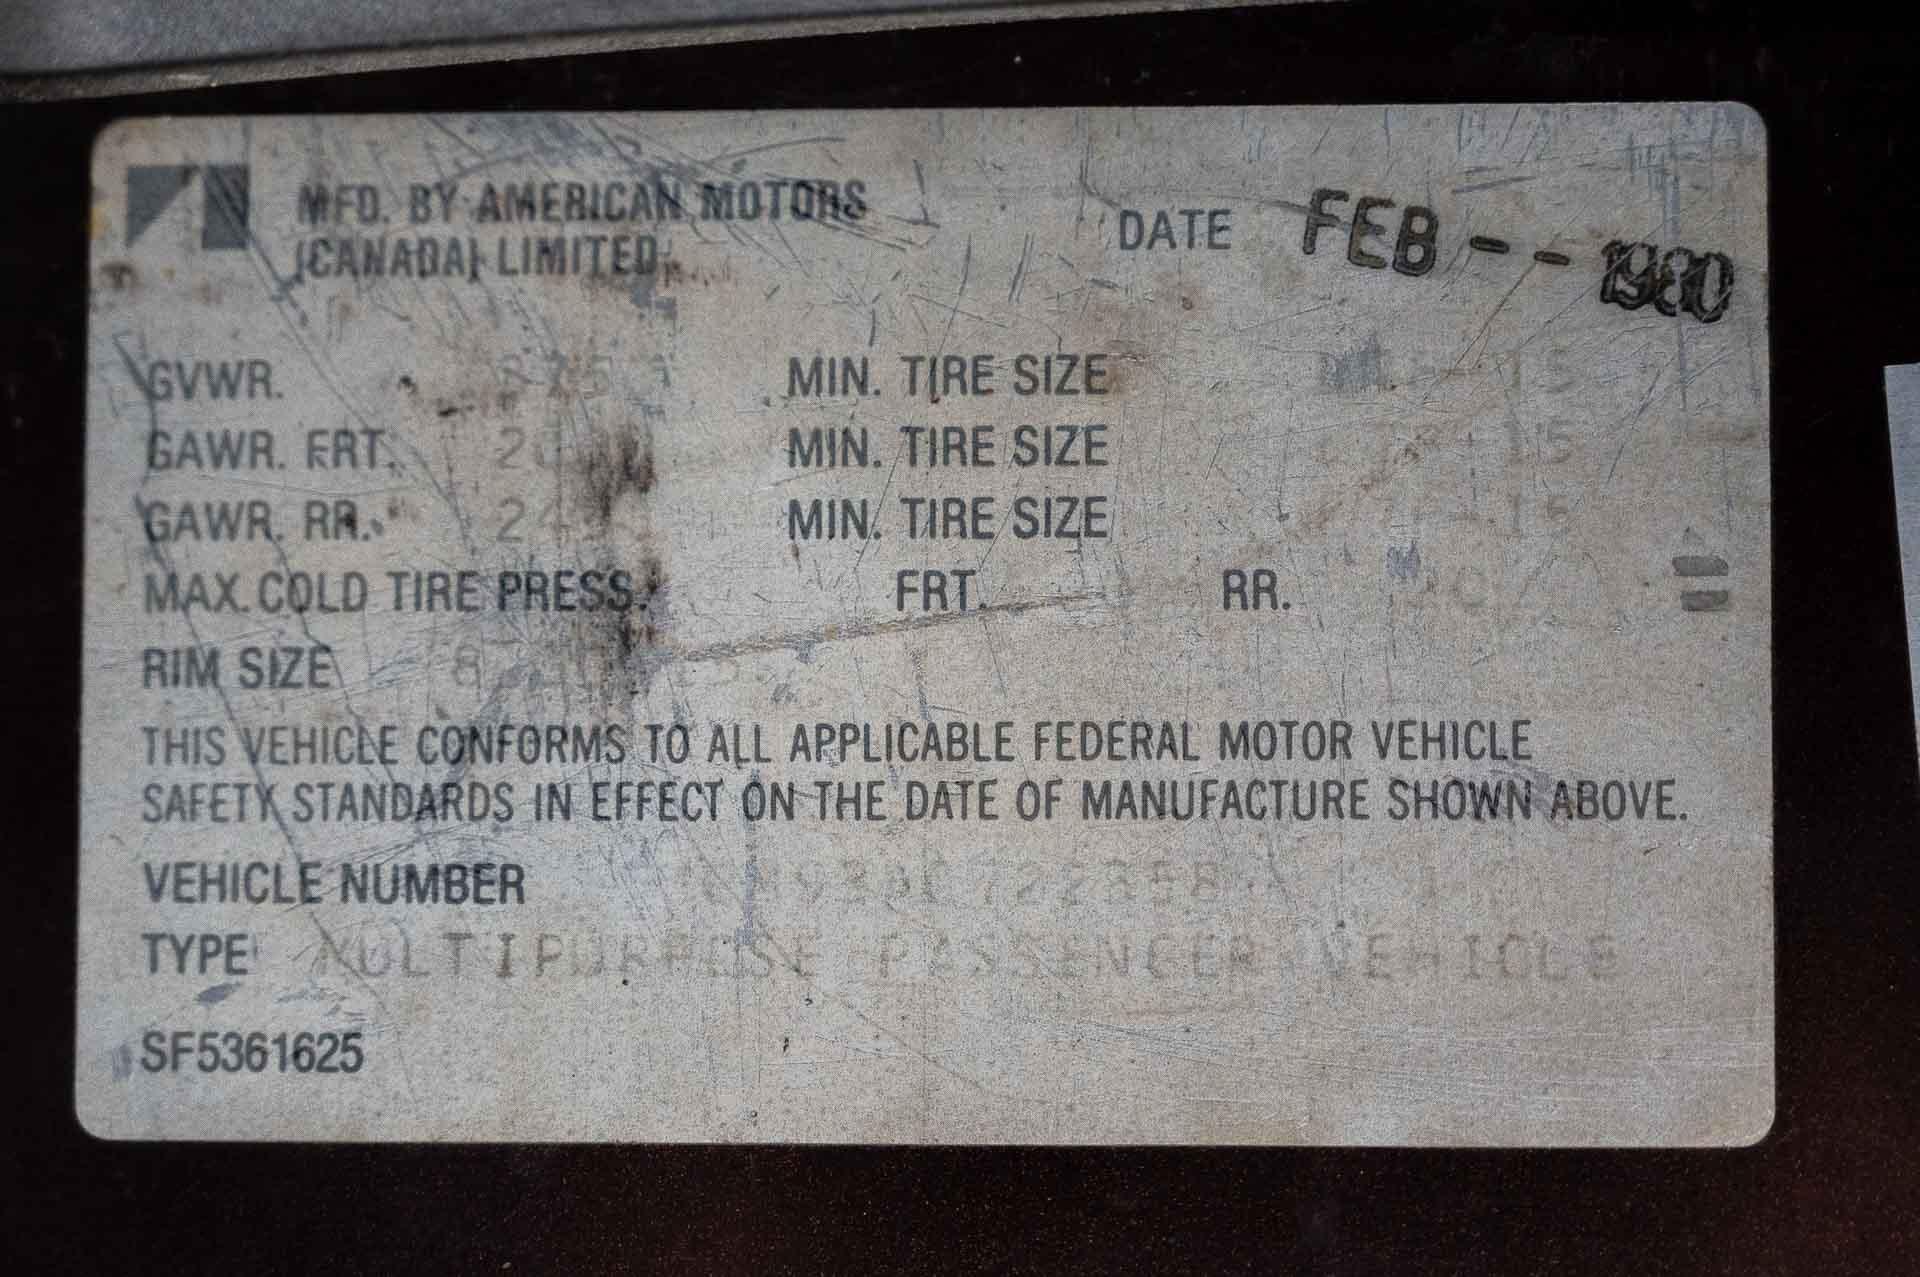 MFD. BY AMERICAN MOTORS
(CANADA) LIMITED
DATE FEB -- 1980
GVWR. MIN. TIRE SIZE 15
GAWR. FRT. MIN. TIRE SIZE 15
GAWR. RR. MIN. TIRE SIZE
MAX. COLD TIRE PRESS. FRT. RR.
RIM SIZE
THIS VEHICLE CONFORMS TO ALL APPLICABLE FEDERAL MOTOR VEHICLE
SAFETY STANDARDS IN EFFECT ON THE DATE OF MANUFACTURE SHOWN ABOVE.
VEHICLE NUMBER
TYPE MULTIPURPOSE PASSENGER VEHICLE
SF5361625